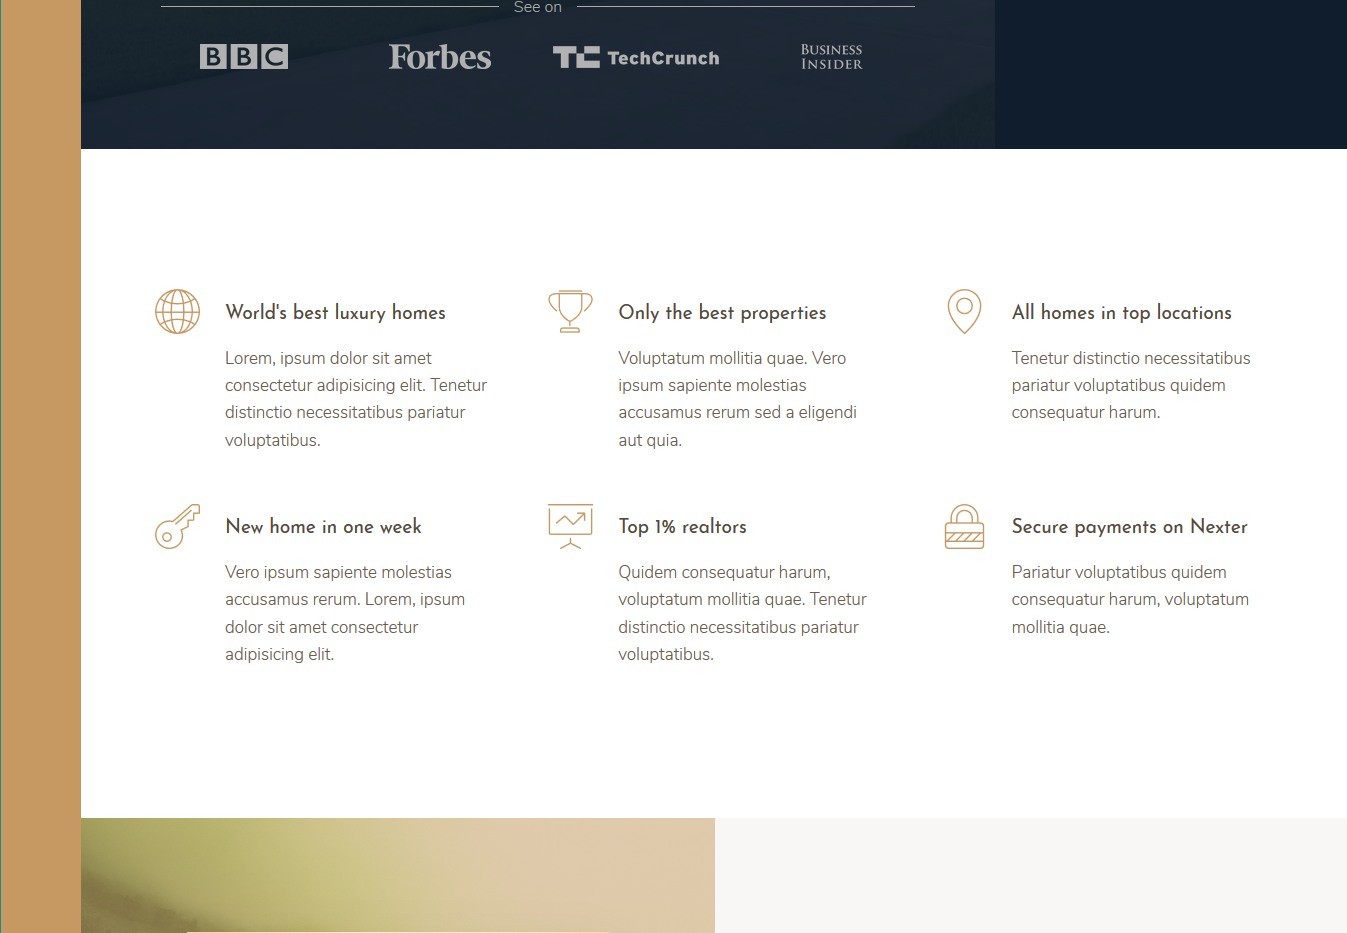 See on
BBC
Forbes
TC TechCrunch
BUSINESS
INSIDER
World's best luxury homes
Lorem, ipsum dolor sit amet
consectetur adipisicing elit. Tenetur
distinctio necessitatibus pariatur
voluptatibus.
Only the best properties
Voluptatum mollitia quae. Vero
ipsum sapiente molestias
accusamus rerum sed a eligendi
aut quia.
All homes in top locations
Tenetur distinctio necessitatibus
pariatur voluptatibus quidem
consequatur harum.
New home in one week
Vero ipsum sapiente molestias
accusamus rerum. Lorem, ipsum
dolor sit amet consectetur
adipisicing elit.
Top 1% realtors
Quidem consequatur harum,
voluptatum mollitia quae. Tenetur
distinctio necessitatibus pariatur
voluptatibus.
Secure payments on Nexter
Pariatur voluptatibus quidem
consequatur harum, voluptatum
mollitia quae.